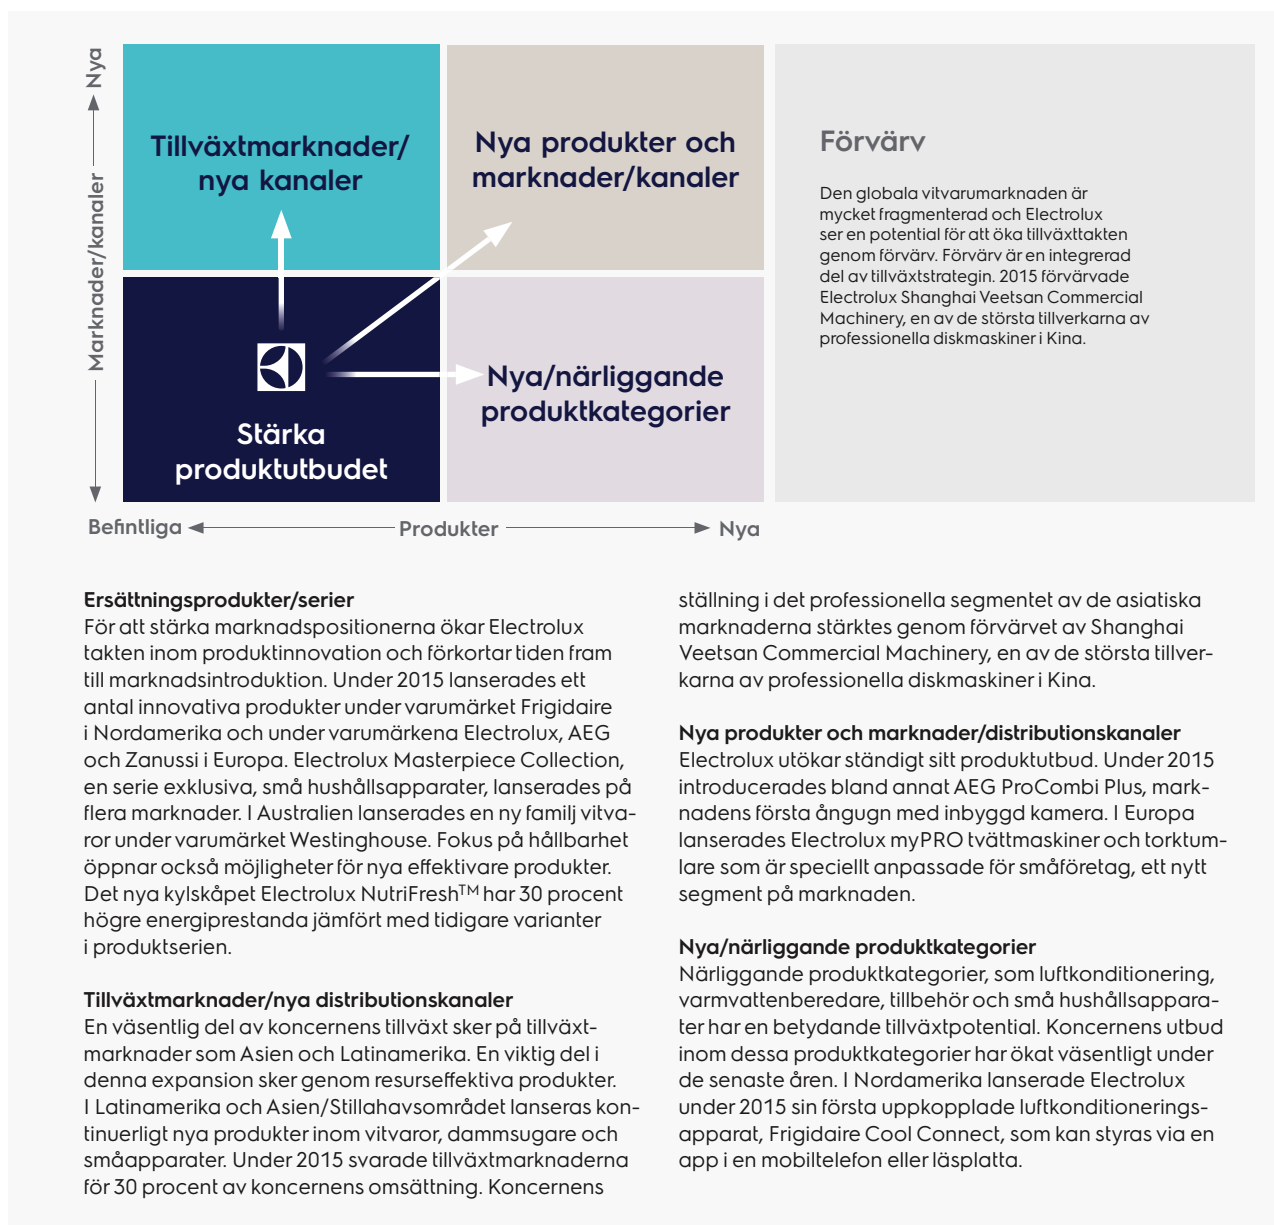 Nya
Marknader/kanaler
Tillväxtmarknader/
nya kanaler
Nya produkter och
marknader/kanaler
Stärka
produktutbudet
Nya/närliggande
produktkategorier
Befintliga
Produkter
Nya
Förvärv
Den globala vitvarumarknaden är
mycket fragmenterad och Electrolux
ser en potential för att öka tillväxttakten
genom förvärv. Förvärv är en integrerad
del av tillväxtstrategin. 2015 förvärvade
Electrolux Shanghai Veetsan Commercial
Machinery, en av de största tillverkarna av
professionella diskmaskiner i Kina.
Ersättningsprodukter/serier
För att stärka marknadspositionerna ökar Electrolux
takten inom produktinnovation och förkortar tiden fram
till marknadsintroduktion. Under 2015 lanserades ett
antal innovativa produkter under varumärket Frigidaire
i Nordamerika och under varumärkena Electrolux, AEG
och Zanussi i Europa. Electrolux Masterpiece Collection,
en serie exklusiva, små hushållsapparater, lanserades på
flera marknader. I Australien lanserades en ny familj vitva-
ror under varumärket Westinghouse. Fokus på hållbarhet
öppnar också möjligheter för nya effektivare produkter.
Det nya kylskåpet Electrolux NutriFresh™ har 30 procent
högre energiprestanda jämfört med tidigare varianter
i produktserien.
Tillväxtmarknader/nya distributionskanaler
En väsentlig del av koncernens tillväxt sker på tillväxt-
marknader som Asien och Latinamerika. En viktig del i
denna expansion sker genom resurseffektiva produkter.
I Latinamerika och Asien/Stillahavsområdet lanseras kon-
tinuerligt nya produkter inom vitvaror, dammsugare och
småapparater. Under 2015 svarade tillväxtmarknaderna
för 30 procent av koncernens omsättning. Koncernens
ställning i det professionella segmentet av de asiatiska
marknaderna stärktes genom förvärvet av Shanghai
Veetsan Commercial Machinery, en av de största tillver-
karna av professionella diskmaskiner i Kina.
Nya produkter och marknader/distributionskanaler
Electrolux utökar ständigt sitt produktutbud. Under 2015
introducerades bland annat AEG ProCombi Plus, mark-
nadens första ångugn med inbyggd kamera. I Europa
lanserades Electrolux myPRO tvättmaskiner och torktum-
lare som är speciellt anpassade för småföretag, ett nytt
segment på marknaden.
Nya/närliggande produktkategorier
Närliggande produktkategorier, som luftkonditionering,
varmvattenberedare, tillbehör och små hushållsappara-
ter har en betydande tillväxtpotential. Koncernens utbud
inom dessa produktkategorier har ökat väsentligt under
de senaste åren. I Nordamerika lanserade Electrolux
under 2015 sin första uppkopplade luftkonditionerings-
apparat, Frigidaire Cool Connect, som kan styras via en
app i en mobiltelefon eller läsplatta.